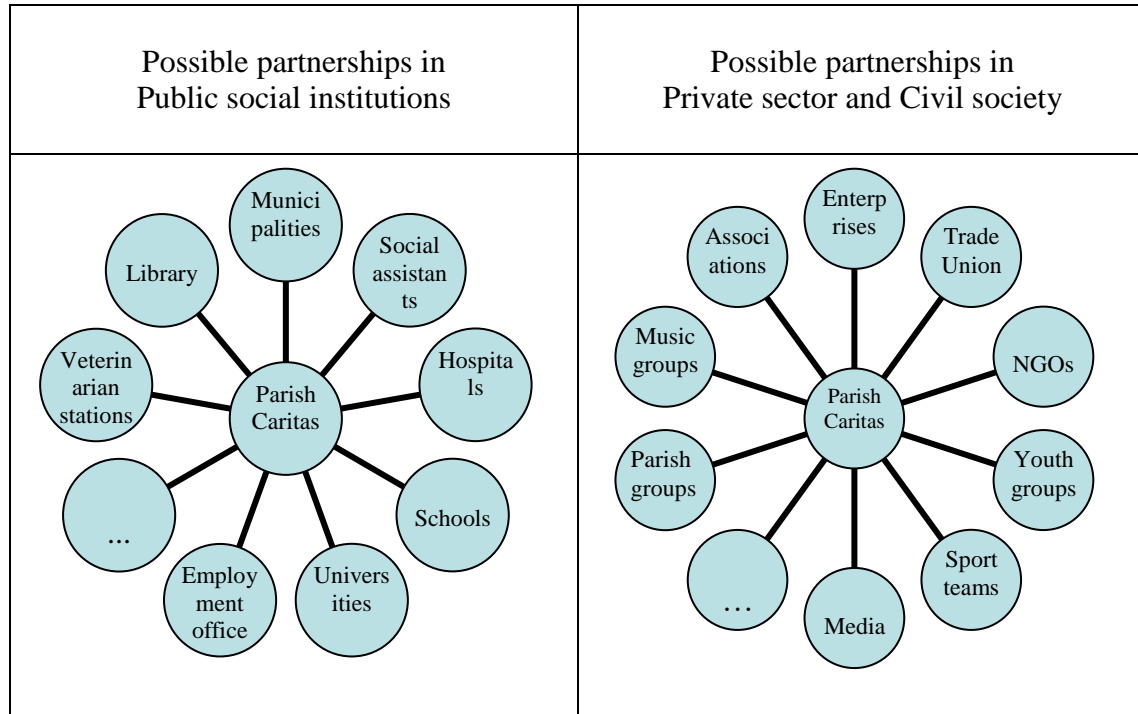 Possible partnerships in
Public social institutions
Possible partnerships in
Private sector and Civil society
Munici
palities
Social
assistan
ts
Hospita
ls
Schools
Univers
ities
Employ
ment
office
...
Veterin
arian
stations
Library
Parish
Caritas
Enterp
rises
Trade
Union
NGOs
Youth
groups
Sport
teams
Media
...
Parish
groups
Music
groups
Associ
ations
Parish
Caritas